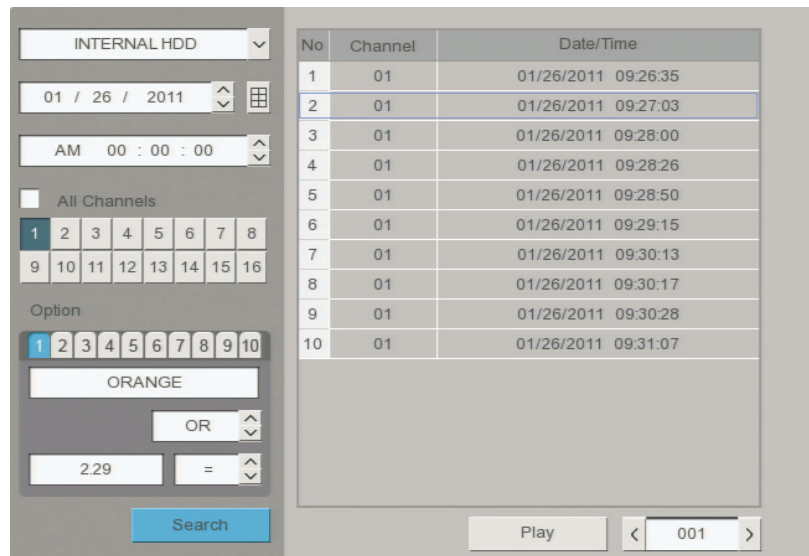 INTERNAL HDD
01 / 26 / 2011
AM 00 : 00 : 00
All Channels
1 2 3 4 5 6 7 8
9 10 11 12 13 14 15 16
Option
1 2 3 4 5 6 7 8 9 10
ORANGE
OR
2.29 =
Search
No Channel Date/Time
1 01 01/26/2011 09:26:35
2 01 01/26/2011 09:27:03
3 01 01/26/2011 09:28:00
4 01 01/26/2011 09:28:26
5 01 01/26/2011 09:28:50
6 01 01/26/2011 09:29:15
7 01 01/26/2011 09:30:13
8 01 01/26/2011 09:30:17
9 01 01/26/2011 09:30:28
10 01 01/26/2011 09:31:07
Play < 001 >